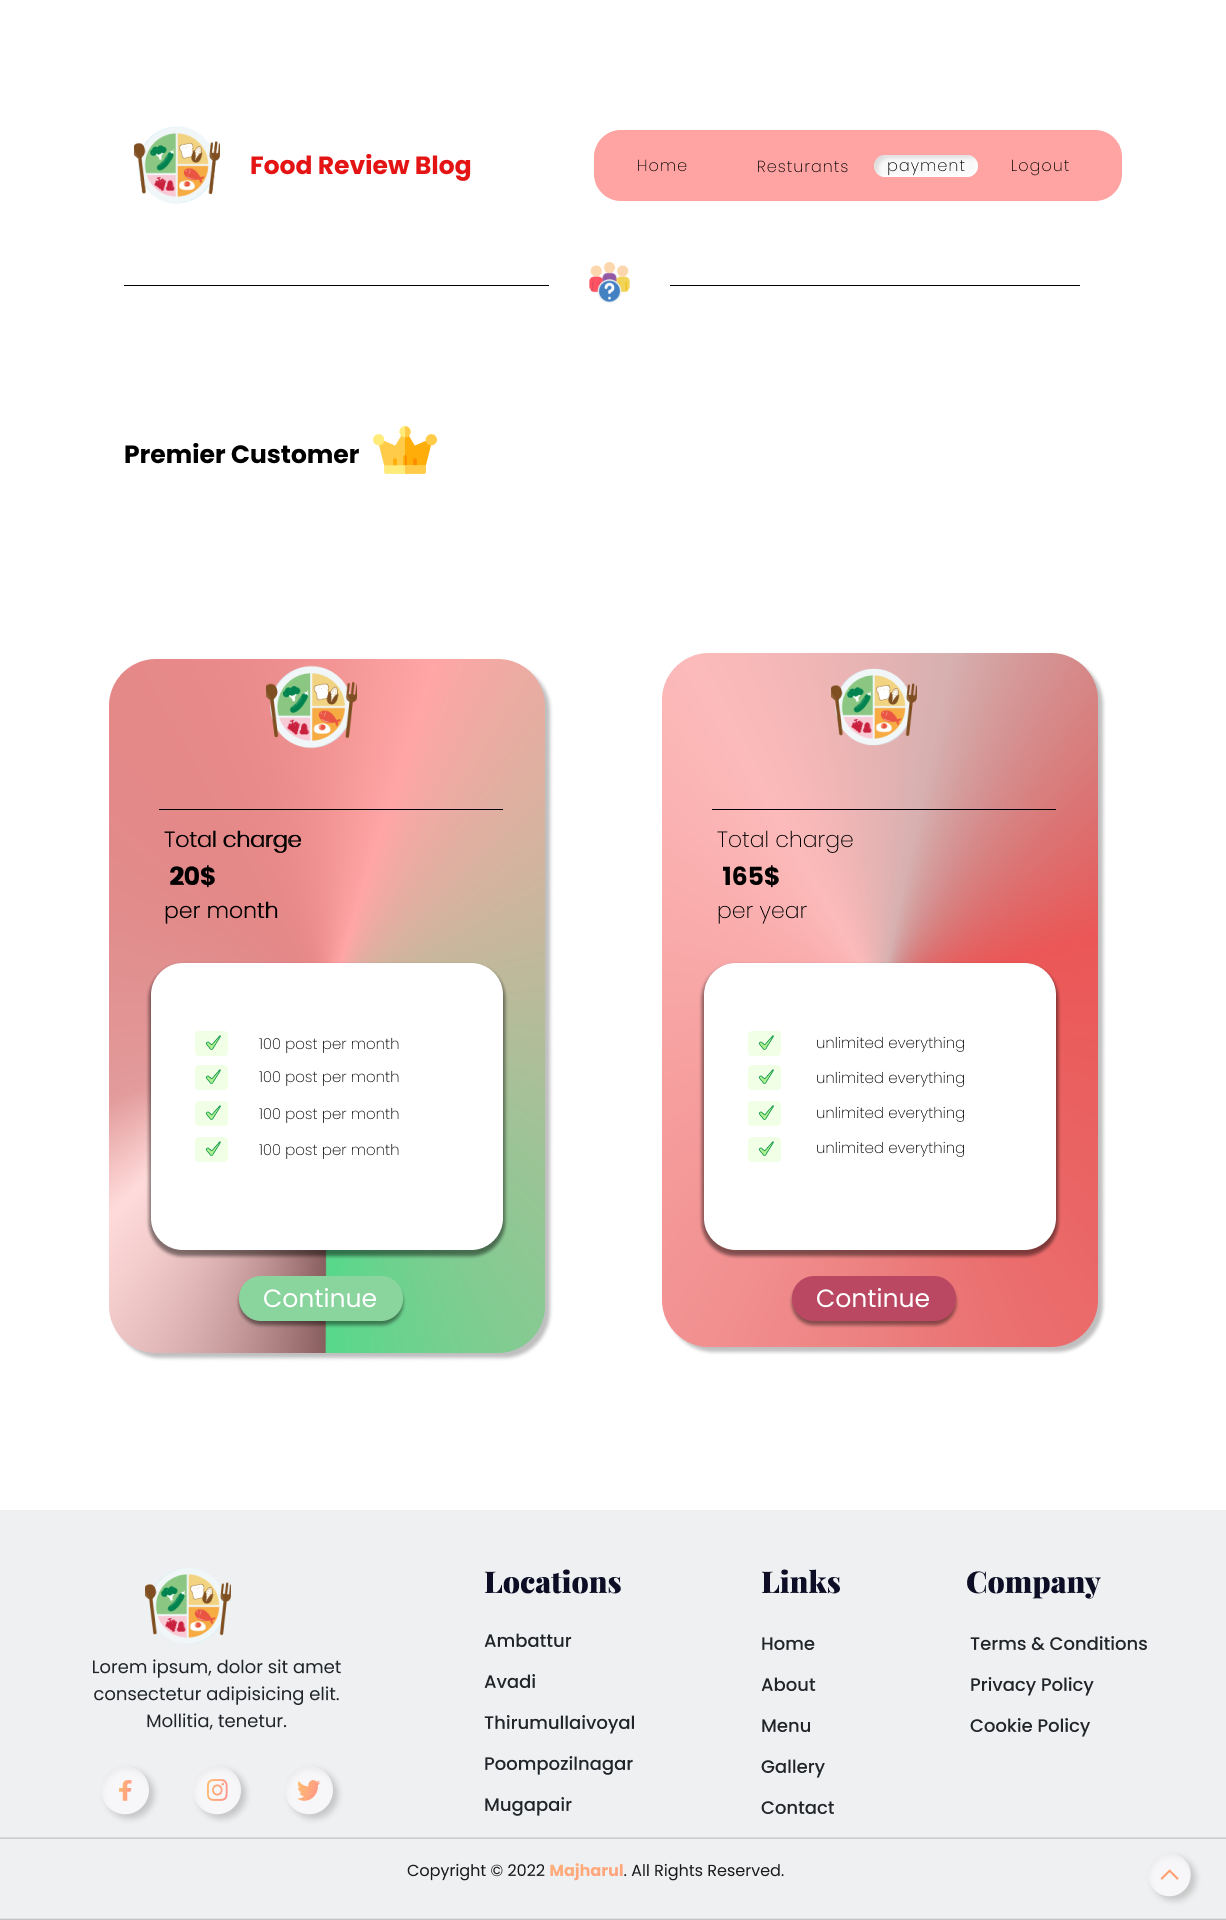 Food Review Blog
Home
Resturants
payment
Logout
Premier Customer
Total charge
20$
per month
100 post per month
100 post per month
100 post per month
100 post per month
Continue
Total charge
165$
per year
unlimited everything
unlimited everything
unlimited everything
unlimited everything
Continue
Lorem ipsum, dolor sit amet
consectetur adipisicing elit.
Mollitia, tenetur.
Locations
Ambattur
Avadi
Thirumullaivoyal
Poompozilnagar
Mugapair
Links
Home
About
Menu
Gallery
Contact
Company
Terms & Conditions
Privacy Policy
Cookie Policy
Copyright © 2022 Majharul. All Rights Reserved.